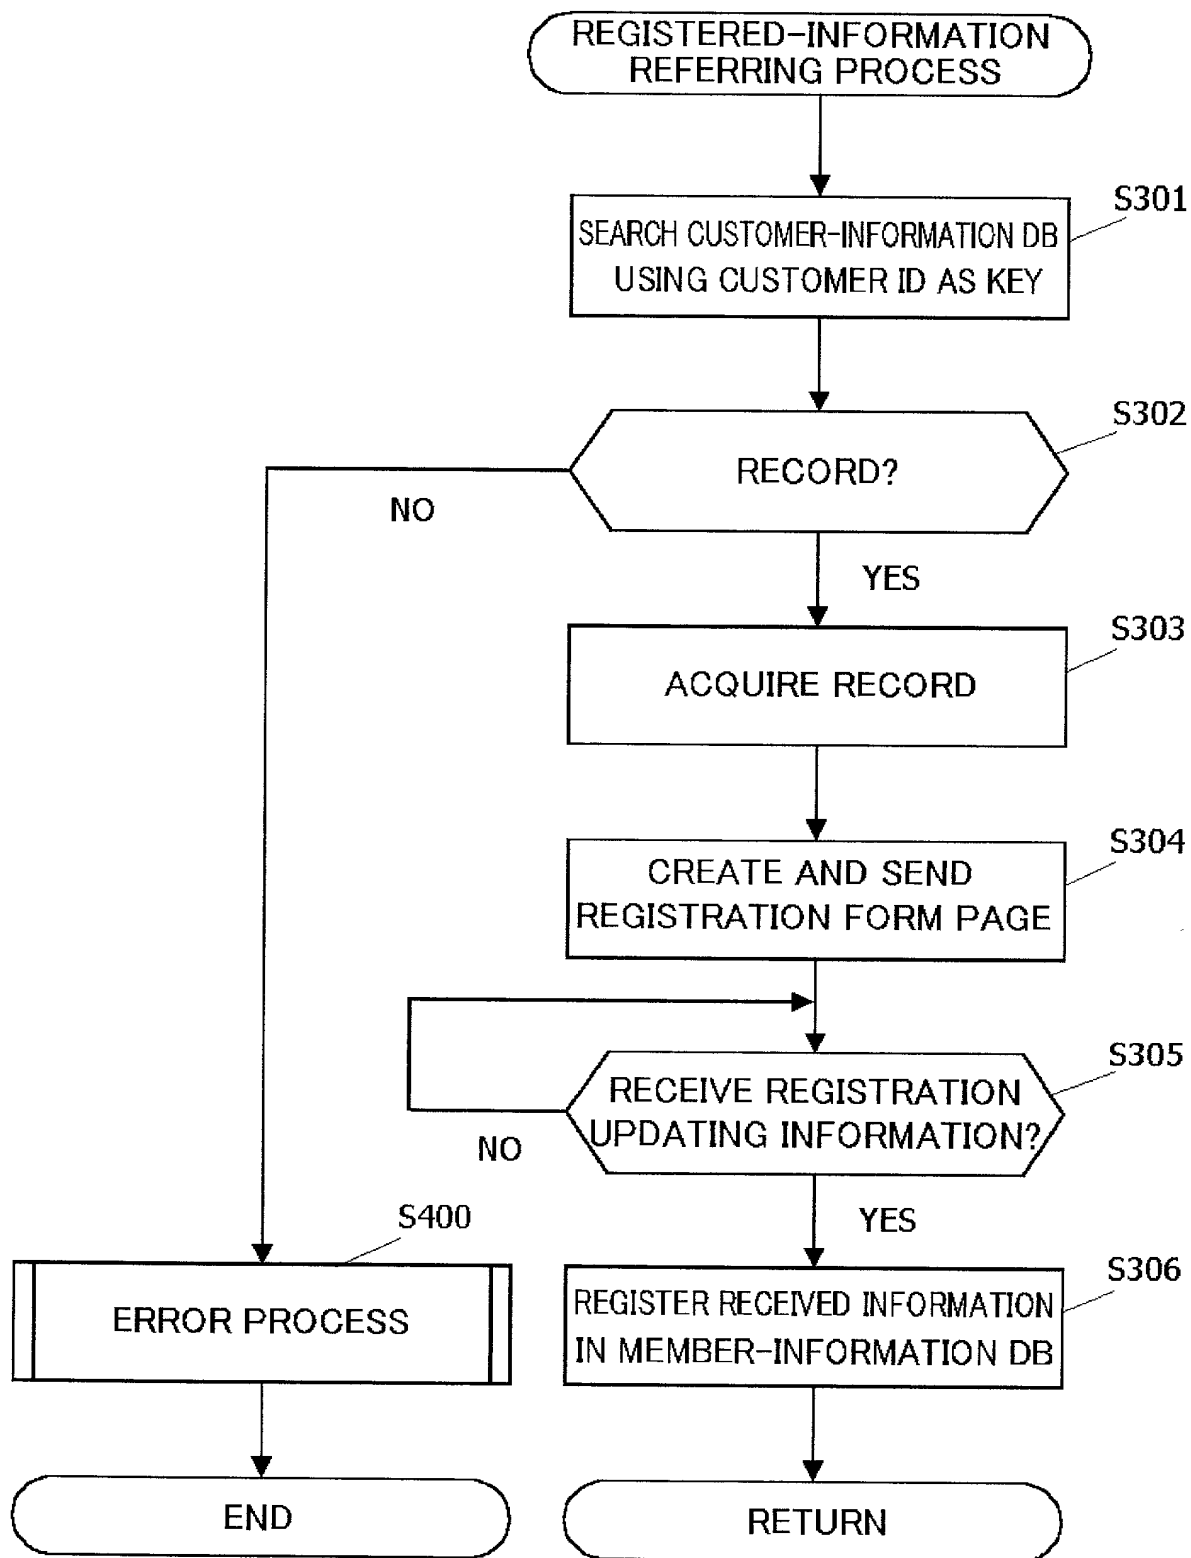 REGISTERED-INFORMATION
REFERRING PROCESS
S301
SEARCH CUSTOMER-INFORMATION DB
USING CUSTOMER ID AS KEY
S302
RECORD?
NO
YES
S303
ACQUIRE RECORD
S304
CREATE AND SEND
REGISTRATION FORM PAGE
S305
RECEIVE REGISTRATION
UPDATING INFORMATION?
NO
YES
S400
ERROR PROCESS
S306
REGISTER RECEIVED INFORMATION
IN MEMBER-INFORMATION DB
END
RETURN